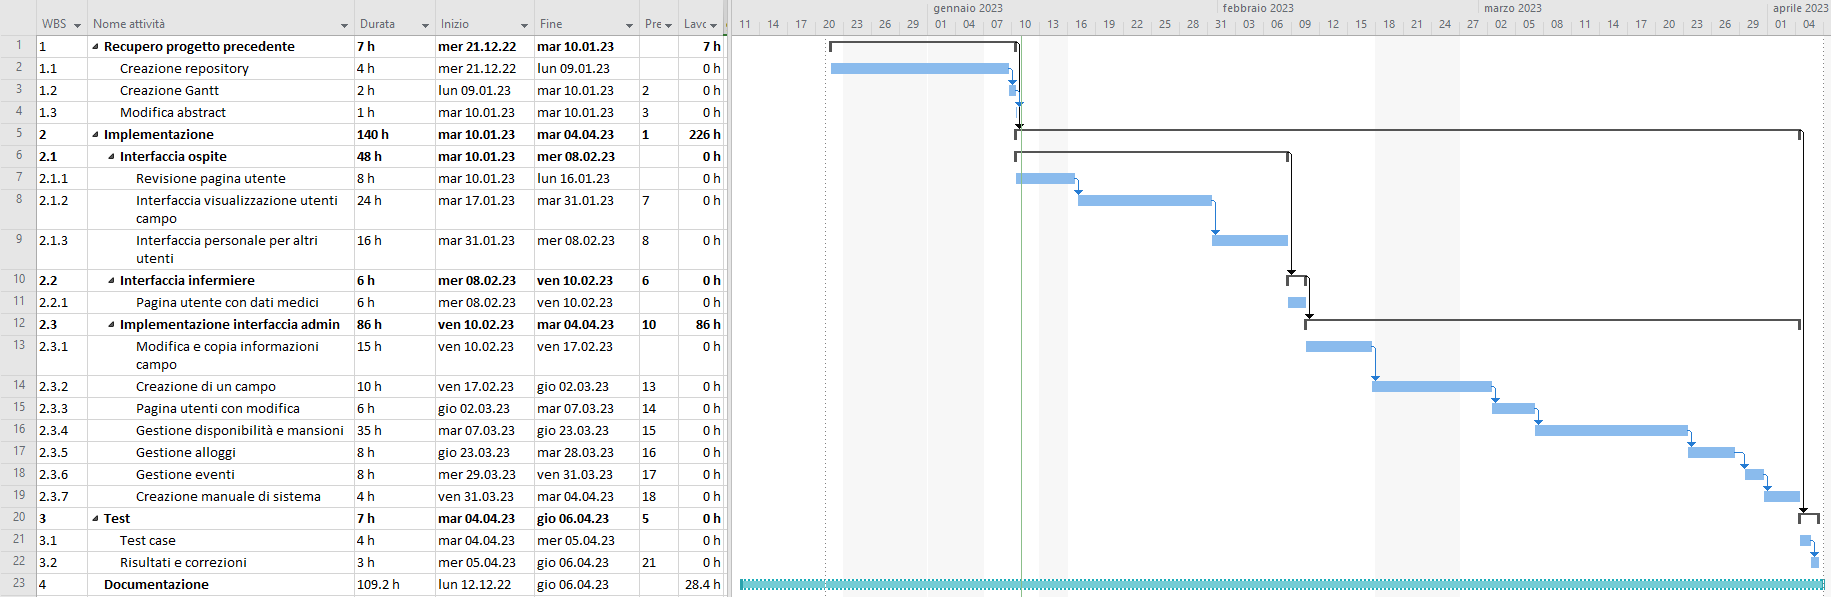 gennaio 2023 febbraio 2023 marzo 2023 aprile 2023
WBS Nome attività Durata Inizio Fine Pre Lavc 11 14 17 20 23 26 29 01 04 07 10 13 16 19 22 25 28 31 03 06 09 12 15 18 21 24 27 02 05 08 11 14 17 20 23 26 29 01 04
1 1 Recupero progetto precedente 7 h mer 21.12.22 mar 10.01.23 7 h
2 1.1 Creazione repository 4 h mer 21.12.22 lun 09.01.23 0 h
3 1.2 Creazione Gantt 2 h lun 09.01.23 mar 10.01.23 2 0 h
4 1.3 Modifica abstract 1 h mar 10.01.23 mar 10.01.23 3 0 h
5 2 Implementazione 140 h mar 10.01.23 mar 04.04.23 1 226 h
6 2.1 Interfaccia ospite 48 h mar 10.01.23 mer 08.02.23 0 h
7 2.1.1 Revisione pagina utente 8 h mar 10.01.23 lun 16.01.23 0 h
8 2.1.2 Interfaccia visualizzazione utenti 24 h mar 17.01.23 mar 31.01.23 7 0 h
campo
9 2.1.3 Interfaccia personale per altri 16 h mar 31.01.23 mer 08.02.23 8 0 h
utenti
10 2.2 Interfaccia infermiere 6 h mer 08.02.23 ven 10.02.23 6 0 h
11 2.2.1 Pagina utente con dati medici 6 h mer 08.02.23 ven 10.02.23 0 h
12 2.3 Implementazione interfaccia admin 86 h ven 10.02.23 mar 04.04.23 10 86 h
13 2.3.1 Modifica e copia informazioni 15 h ven 10.02.23 ven 17.02.23 0 h
campo
14 2.3.2 Creazione di un campo 10 h ven 17.02.23 gio 02.03.23 13 0 h
15 2.3.3 Pagina utenti con modifica 6 h gio 02.03.23 mar 07.03.23 14 0 h
16 2.3.4 Gestione disponibilità e mansioni 35 h mar 07.03.23 gio 23.03.23 15 0 h
17 2.3.5 Gestione alloggi 8 h gio 23.03.23 mar 28.03.23 16 0 h
18 2.3.6 Gestione eventi 8 h mer 29.03.23 ven 31.03.23 17 0 h
19 2.3.7 Creazione manuale di sistema 4 h ven 31.03.23 mar 04.04.23 18 0 h
20 3 Test 7 h mar 04.04.23 gio 06.04.23 5 0 h
21 3.1 Test case 4 h mar 04.04.23 mer 05.04.23 0 h
22 3.2 Risultati e correzioni 3 h mer 05.04.23 gio 06.04.23 21 0 h
23 4 Documentazione 109.2 h lun 12.12.22 gio 06.04.23 28.4 h